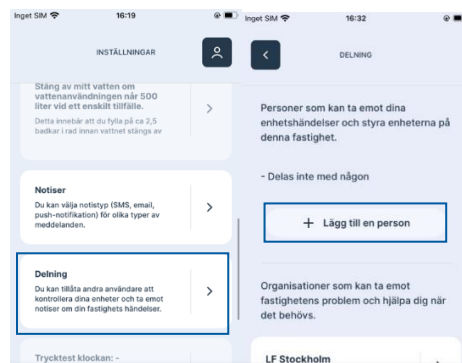 Inget SIM 16:19
INSTÄLLNINGAR
Stäng av mitt vatten om
vattenanvändningen når 500
liter vid ett enskilt tillfälle.
Detta innebär att du fylla på ca 2,5
badkar i rad innan vattnet stängs av
Notiser
Du kan välja notistyp (SMS, email,
push-notifikation) för olika typer av
meddelanden.
Delning
Du kan tillåta andra användare att
kontrollera dina enheter och ta emot
notiser om din fastighets händelser.
Trycktest klockan: -
Inget SIM 16:32
DELNING
Personer som kan ta emot dina
enhetshändelser och styra enheterna på
denna fastighet.
- Delas inte med någon
+ Lägg till en person
Organisationer som kan ta emot
fastighetens problem och hjälpa dig när
det behövs.
LF Stockholm